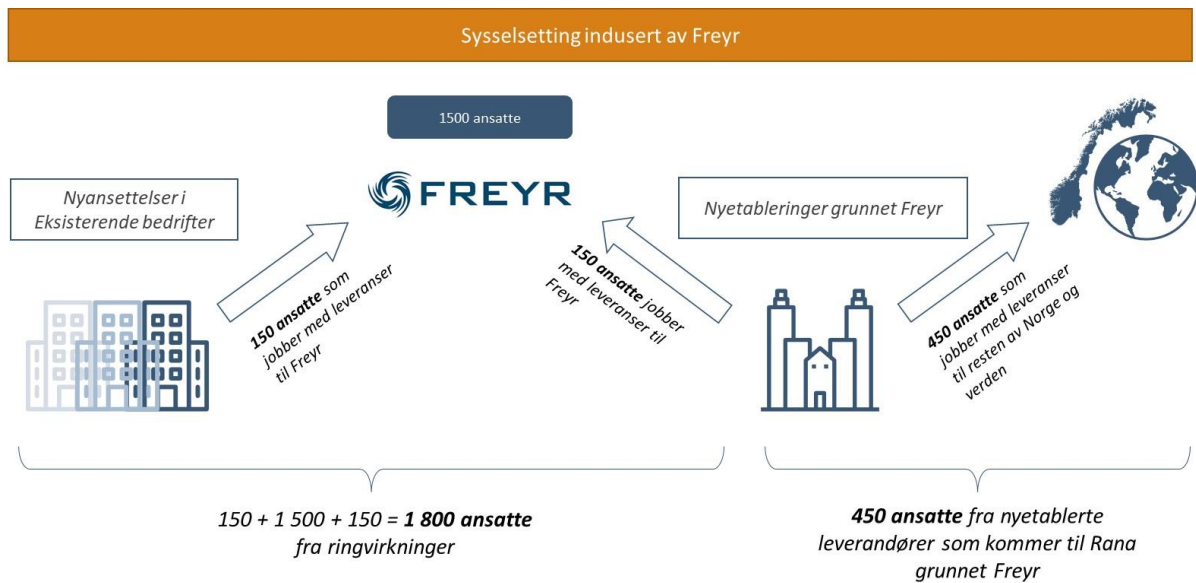 Sysselsetting indusert av Freyr
1500 ansatte
FREYR
Nyansettelser i
Eksisterende bedrifter
Nyetableringer grunnet Freyr
150 ansatte som
jobber med leveranser
til Freyr
150 ansatte jobber
med leveranser til
Freyr
450 ansatte som
jobber med leveranser
til resten av Norge og
verden
150 + 1 500 + 150 = 1 800 ansatte
fra ringvirkninger
450 ansatte fra nyetablerte
leverandører som kommer til Rana
grunnet Freyr